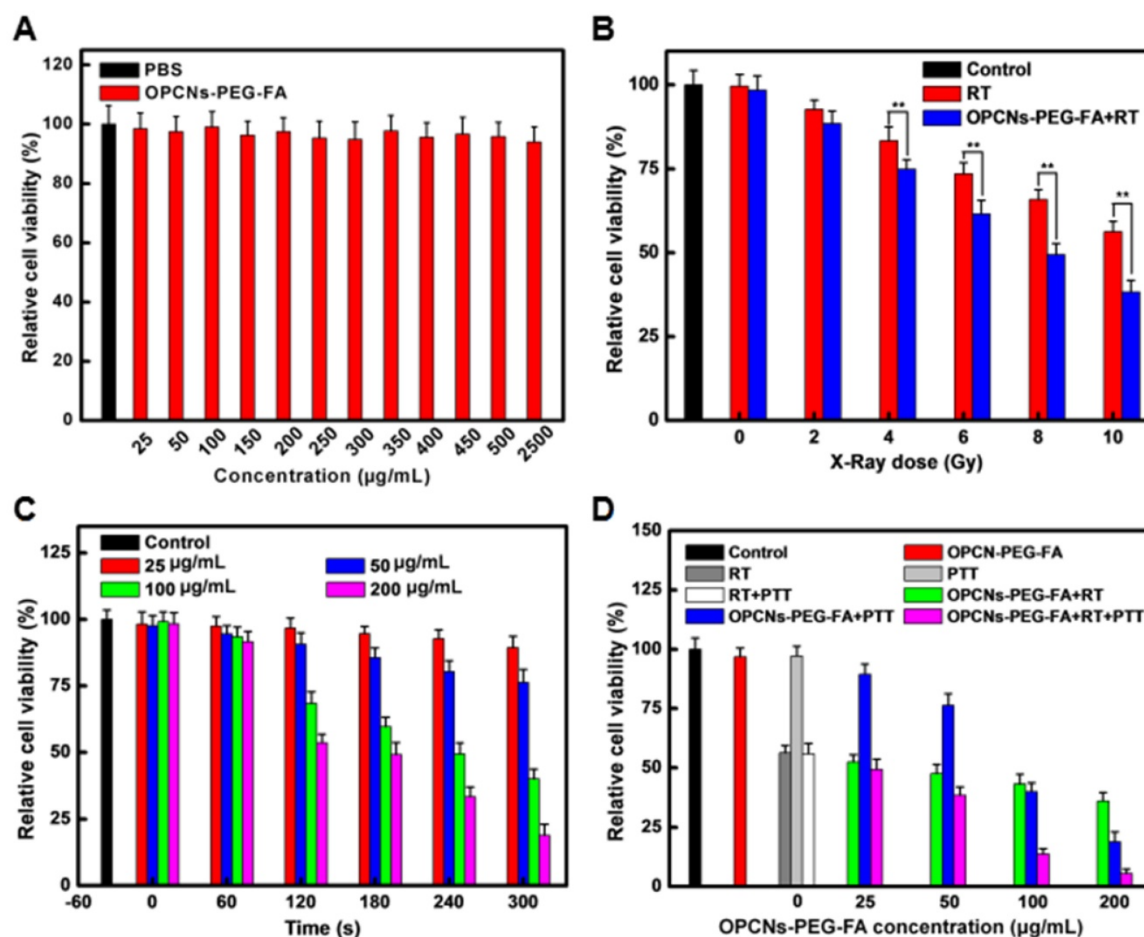 A
120
100
80
60
40
20
0
Relative cell viability (%)
PBS
OPCNs-PEG-FA
25
50
100
150
200
250
300
350
400
450
500
2500
Concentration (µg/mL)
B
100
75
50
25
0
Relative cell viability (%)
Control
RT
OPCNs-PEG-FA+RT
**
**
**
**
0 2 4 6 8 10
X-Ray dose (Gy)
C
125
100
75
50
25
0
Relative cell viability (%)
Control
25 µg/mL 50 µg/mL
100 µg/mL 200 µg/mL
-60 0 60 120 180 240 300
Time (s)
D
150
125
100
75
50
25
0
Relative cell viability (%)
Control OPCN-PEG-FA
RT PTT
RT+PTT OPCNs-PEG-FA+RT
OPCNs-PEG-FA+PTT OPCNs-PEG-FA+RT+PTT
0 25 50 100 200
OPCNs-PEG-FA concentration (µg/mL)